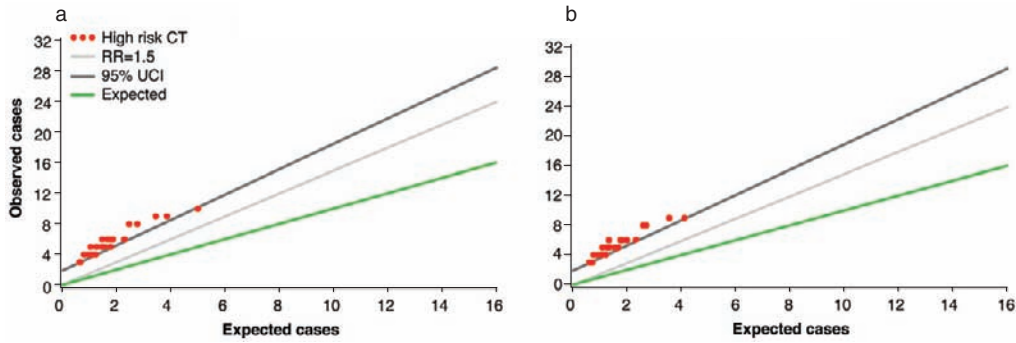 a
High risk CT
RR=1.5
95% UCI
Expected
Observed cases
32
28
24
20
16
12
8
4
0
0 2 4 6 8 10 12 14 16
Expected cases
b
32
28
24
20
16
12
8
4
0
0 2 4 6 8 10 12 14 16
Expected cases